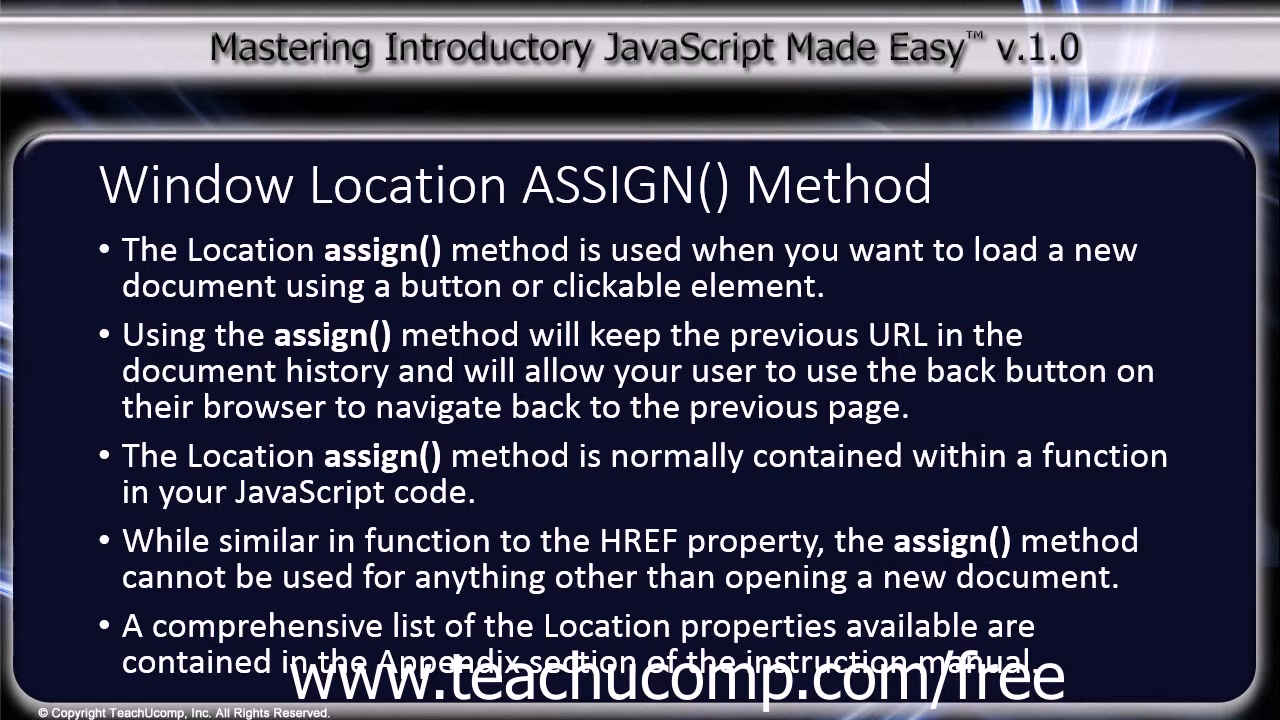 Mastering Introductory JavaScript Made Easy™ v.1.0
Window Location ASSIGN() Method
• The Location assign() method is used when you want to load a new
document using a button or clickable element.
• Using the assign() method will keep the previous URL in the
document history and will allow your user to use the back button on
their browser to navigate back to the previous page.
• The Location assign() method is normally contained within a function
in your JavaScript code.
• While similar in function to the HREF property, the assign() method
cannot be used for anything other than opening a new document.
• A comprehensive list of the Location properties available are
contained in the Appendix section of the instruction manual.
www.teachucomp.com/free
© Copyright TeachUcomp, Inc. All Rights Reserved.